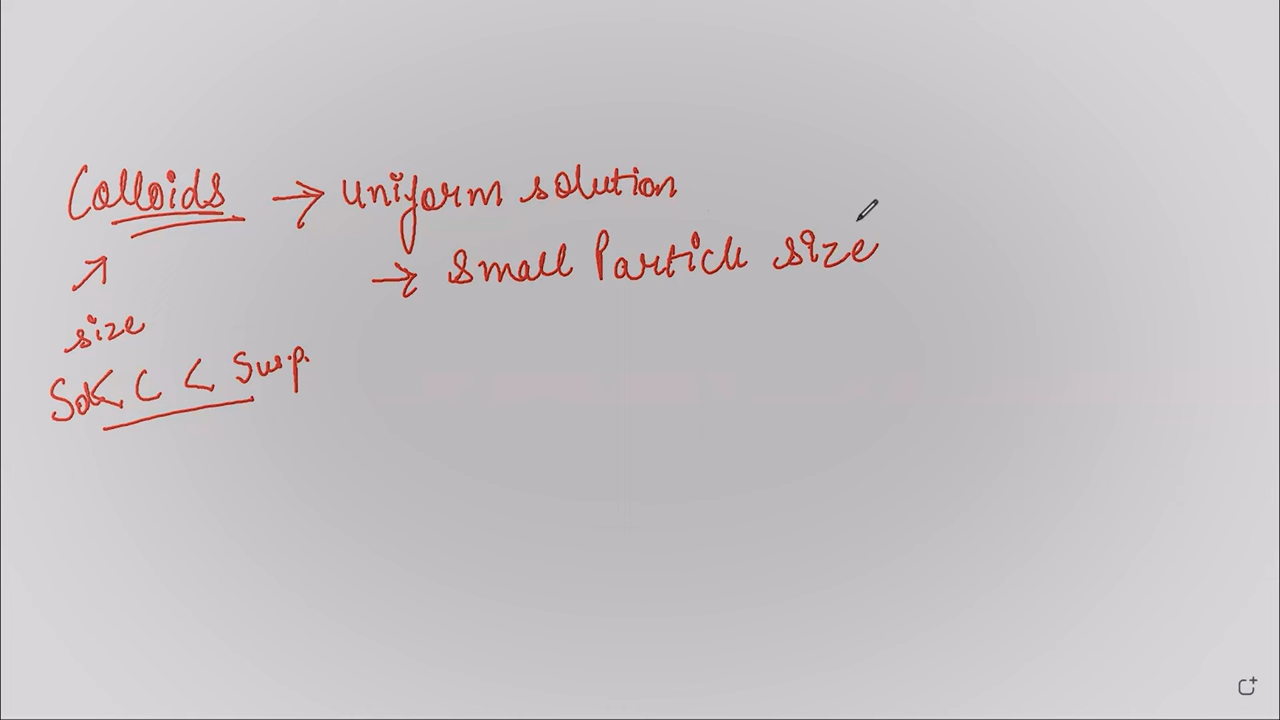 Colloids → uniform solution
→ small Particle size
↗
size
Sol < C < Susp.